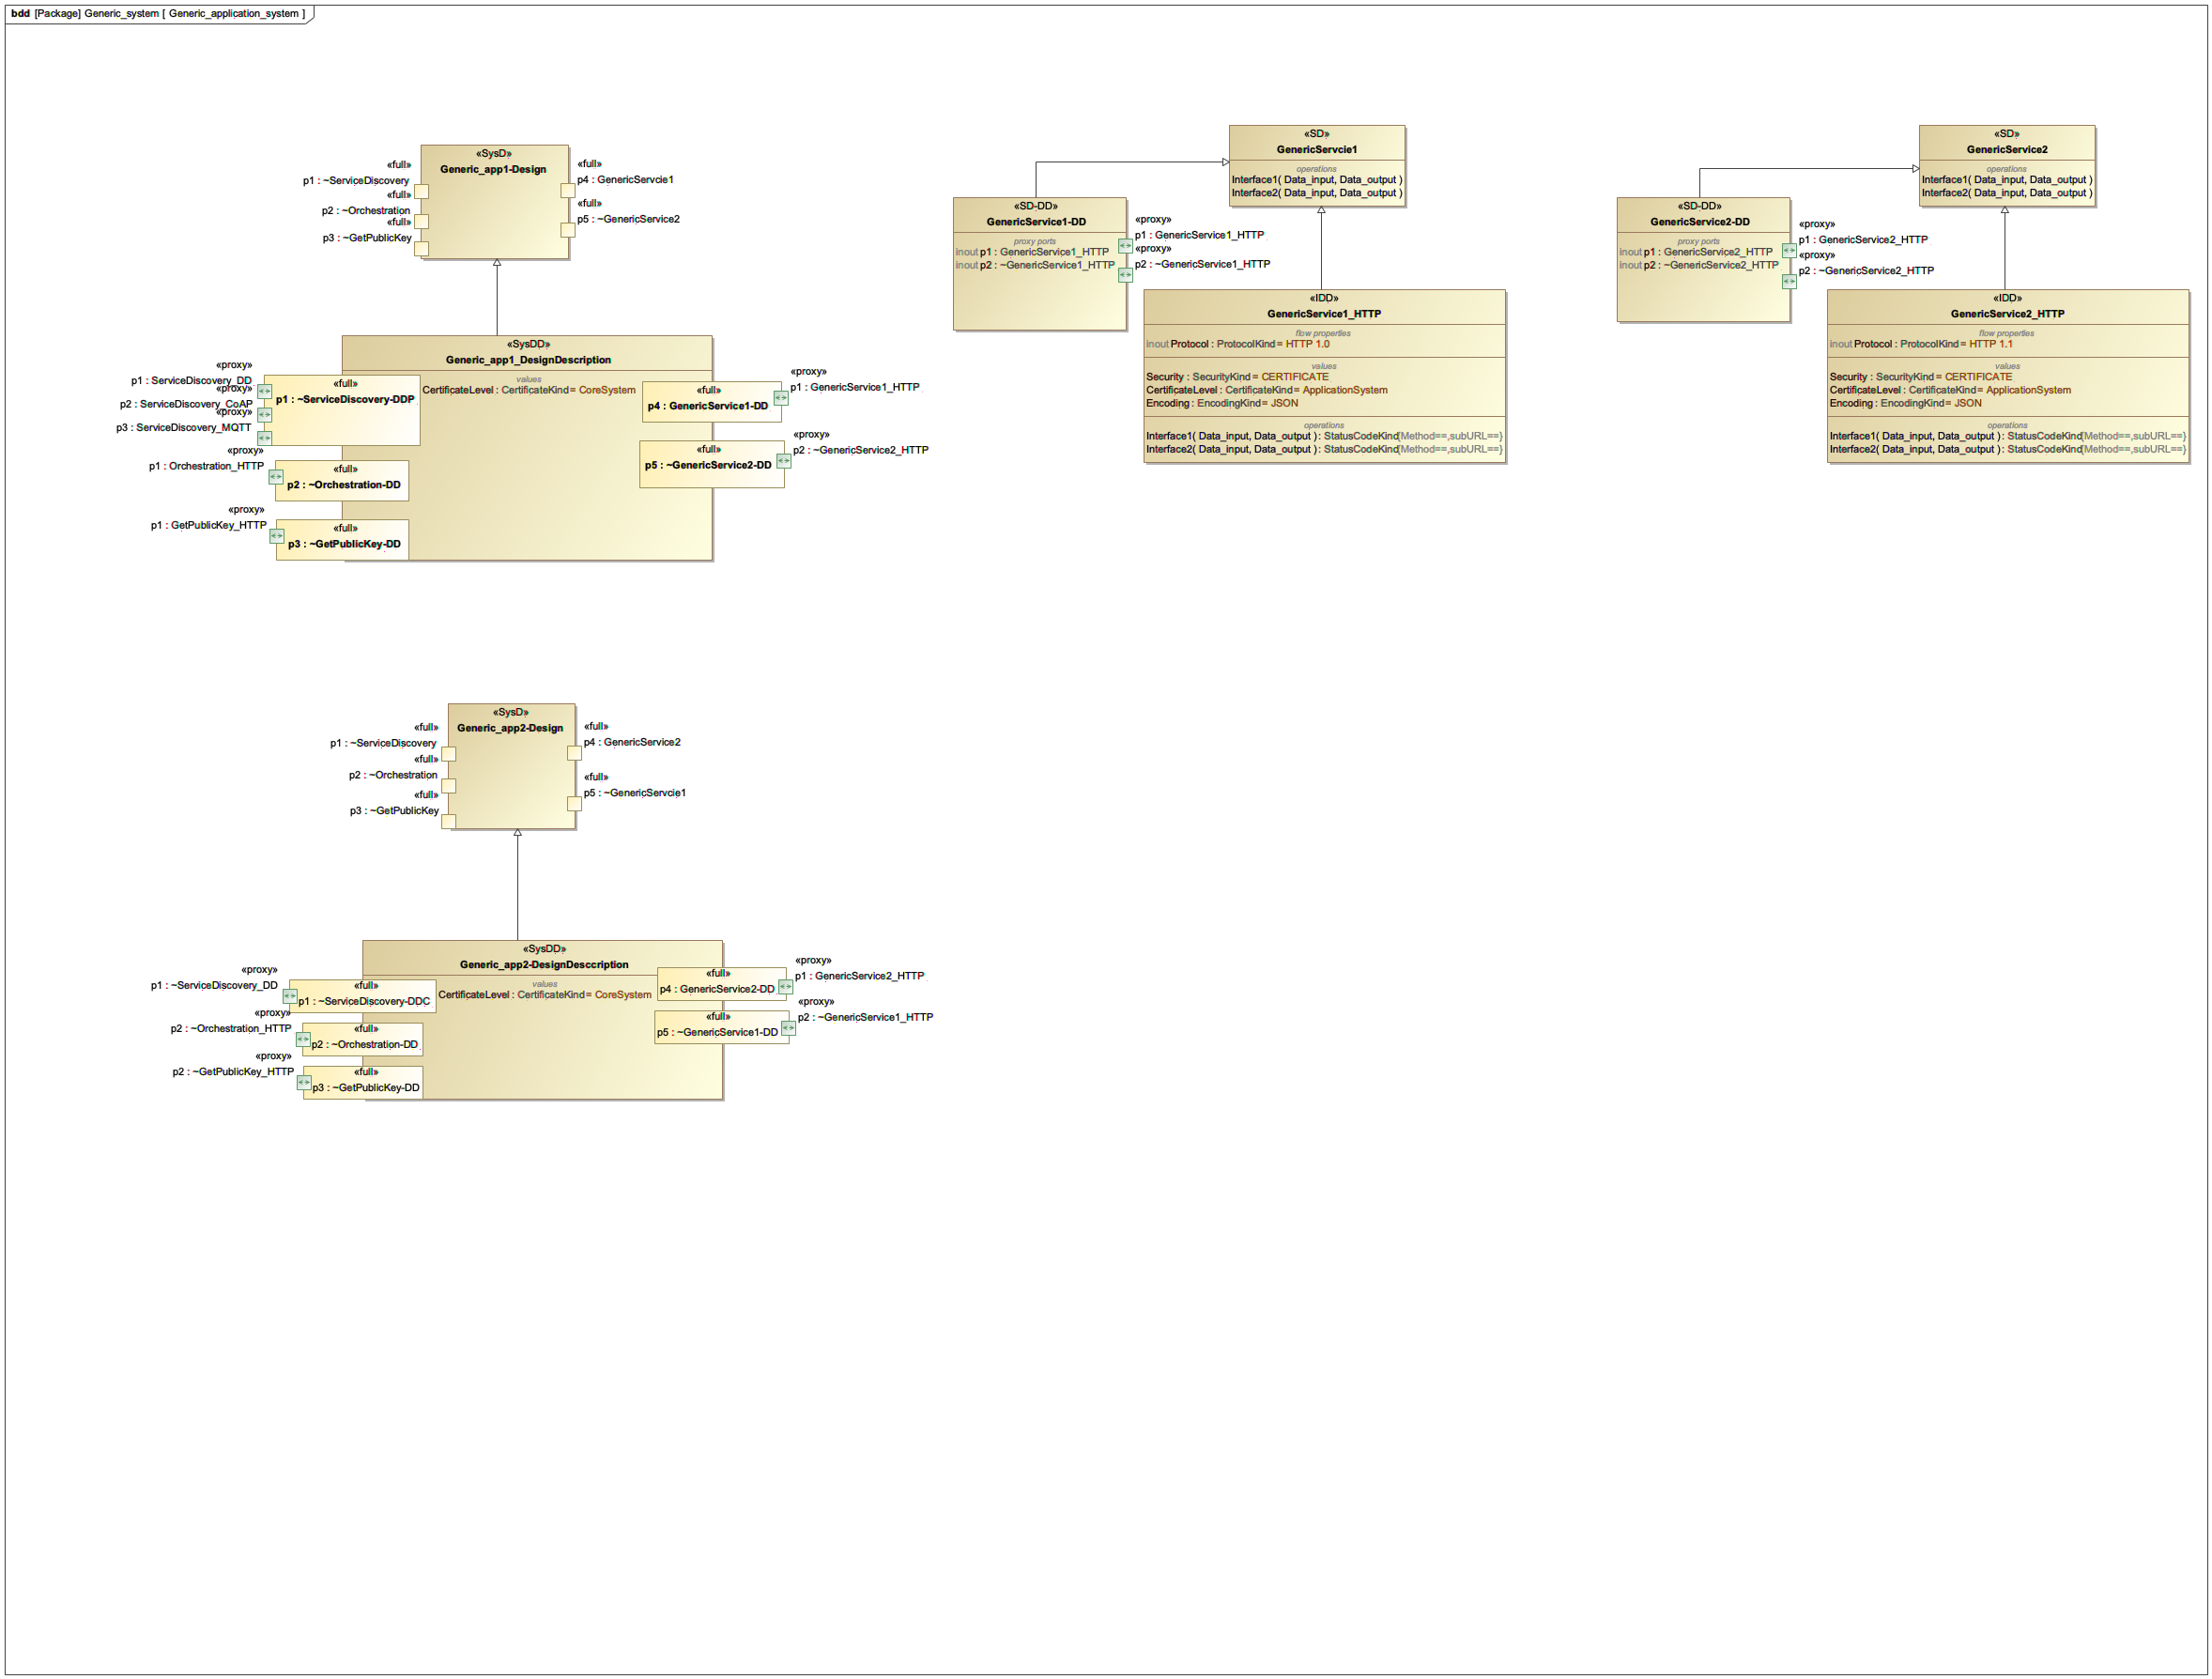 bdd [Package] Generic_system [ Generic_application_system ]
«SysD»
Generic_app1-Design
«full»
p1 : ~ServiceDiscovery
«full»
p2 : ~Orchestration
«full»
p3 : ~GetPublicKey
«full»
p4 : GenericServcie1
«full»
p5 : ~GenericService2
«SysDD»
Generic_app1_DesignDescription
values
CertificateLevel : CertificateKind = CoreSystem
«proxy»
p1 : ServiceDiscovery_DD
«proxy»
p2 : ServiceDiscovery_CoAP
«proxy»
p3 : ServiceDiscovery_MQTT
«full»
p1 : ~ServiceDiscovery-DDP
«proxy»
p1 : Orchestration_HTTP
«full»
p2 : ~Orchestration-DD
«proxy»
p1 : GetPublicKey_HTTP
«full»
p3 : ~GetPublicKey-DD
«full»
p4 : GenericService1-DD
«proxy»
p1 : GenericService1_HTTP
«full»
p5 : ~GenericService2-DD
«proxy»
p2 : ~GenericService2_HTTP
«SD»
GenericServcie1
operations
Interface1( Data_input, Data_output )
Interface2( Data_input, Data_output )
«SD-DD»
GenericService1-DD
proxy ports
inout p1 : GenericService1_HTTP
inout p2 : ~GenericService1_HTTP
«proxy»
p1 : GenericService1_HTTP
«proxy»
p2 : ~GenericService1_HTTP
«IDD»
GenericService1_HTTP
flow properties
inout Protocol : ProtocolKind = HTTP 1.0
values
Security : SecurityKind = CERTIFICATE
CertificateLevel : CertificateKind = ApplicationSystem
Encoding : EncodingKind = JSON
operations
Interface1( Data_input, Data_output ) : StatusCodeKind{Method==,subURL==}
Interface2( Data_input, Data_output ) : StatusCodeKind{Method==,subURL==}
«SD»
GenericService2
operations
Interface1( Data_input, Data_output )
Interface2( Data_input, Data_output )
«SD-DD»
GenericService2-DD
proxy ports
inout p1 : GenericService2_HTTP
inout p2 : ~GenericService2_HTTP
«proxy»
p1 : GenericService2_HTTP
«proxy»
p2 : ~GenericService2_HTTP
«IDD»
GenericService2_HTTP
flow properties
inout Protocol : ProtocolKind = HTTP 1.1
values
Security : SecurityKind = CERTIFICATE
CertificateLevel : CertificateKind = ApplicationSystem
Encoding : EncodingKind = JSON
operations
Interface1( Data_input, Data_output ) : StatusCodeKind{Method==,subURL==}
Interface2( Data_input, Data_output ) : StatusCodeKind{Method==,subURL==}
«SysD»
Generic_app2-Design
«full»
p1 : ~ServiceDiscovery
«full»
p2 : ~Orchestration
«full»
p3 : ~GetPublicKey
«full»
p4 : GenericService2
«full»
p5 : ~GenericServcie1
«SysDD»
Generic_app2-DesignDesccription
values
CertificateLevel : CertificateKind = CoreSystem
«proxy»
p1 : ~ServiceDiscovery_DD
«full»
p1 : ~ServiceDiscovery-DDC
«proxy»
p2 : ~Orchestration_HTTP
«full»
p2 : ~Orchestration-DD
«proxy»
p2 : ~GetPublicKey_HTTP
«full»
p3 : ~GetPublicKey-DD
«full»
p4 : GenericService2-DD
«proxy»
p1 : GenericService2_HTTP
«full»
p5 : ~GenericService1-DD
«proxy»
p2 : ~GenericService1_HTTP